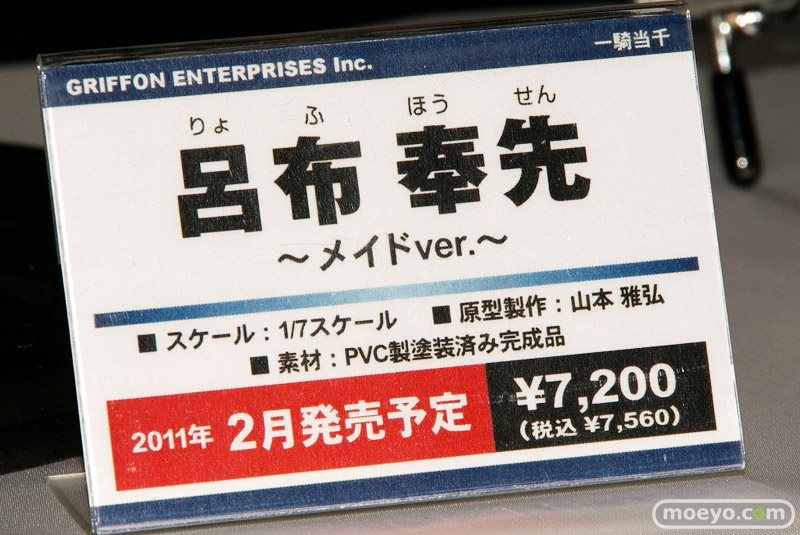 GRIFFON ENTERPRISES Inc.
一騎当千
りょ ふ ほう せん
呂布 奉先
～メイドver.～
■ スケール：1/7スケール
■ 原型製作：山本 雅弘
■ 素材：PVC製塗装済み完成品
2011年 2月発売予定
¥7,200
（税込 ¥7,560）
moeyo.com